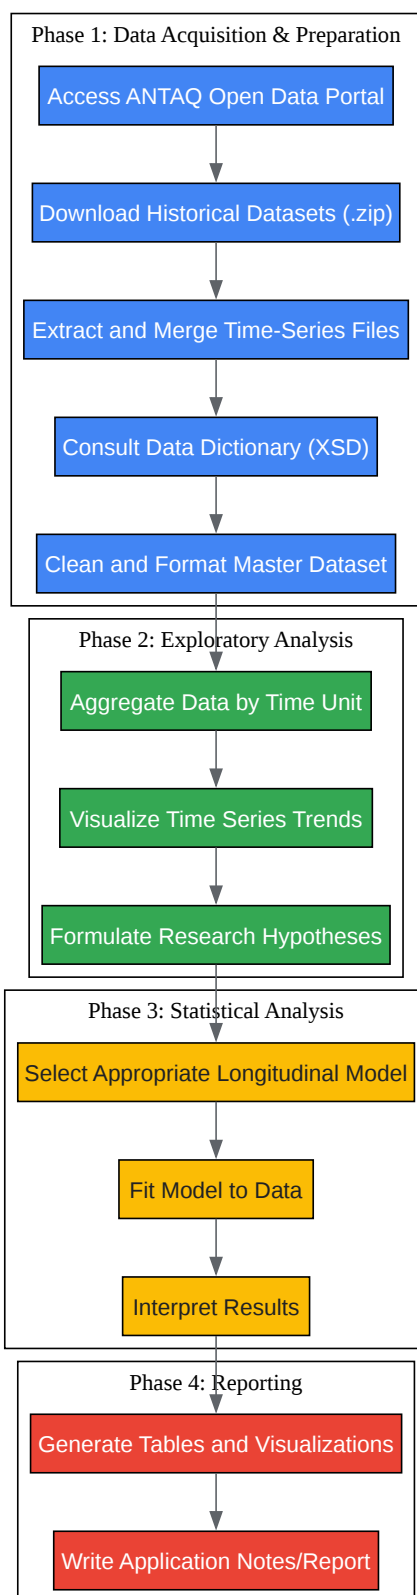 Phase 1: Data Acquisition & Preparation
Access ANTAQ Open Data Portal
Download Historical Datasets (.zip)
Extract and Merge Time-Series Files
Consult Data Dictionary (XSD)
Clean and Format Master Dataset
Phase 2: Exploratory Analysis
Aggregate Data by Time Unit
Visualize Time Series Trends
Formulate Research Hypotheses
Phase 3: Statistical Analysis
Select Appropriate Longitudinal Model
Fit Model to Data
Interpret Results
Phase 4: Reporting
Generate Tables and Visualizations
Write Application Notes/Report